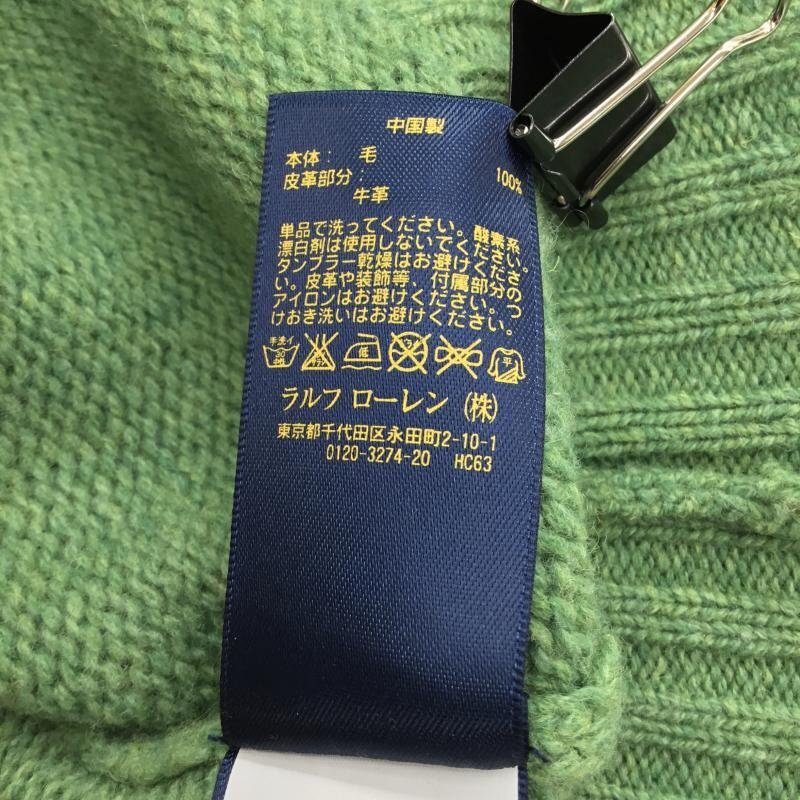 中国製
本体: 毛
100%
皮革部分:
牛革
単品で洗ってください。酸素系
漂白剤は使用しないでください。
タンブラー乾燥はお避けくださ
い。皮革や装飾等、付属部分の
アイロンはお避けください。つ
けおき洗いはお避けください。
手洗イ
30
低
平
ラルフ ローレン (株)
東京都千代田区永田町2-10-1
0120-3274-20 HC63